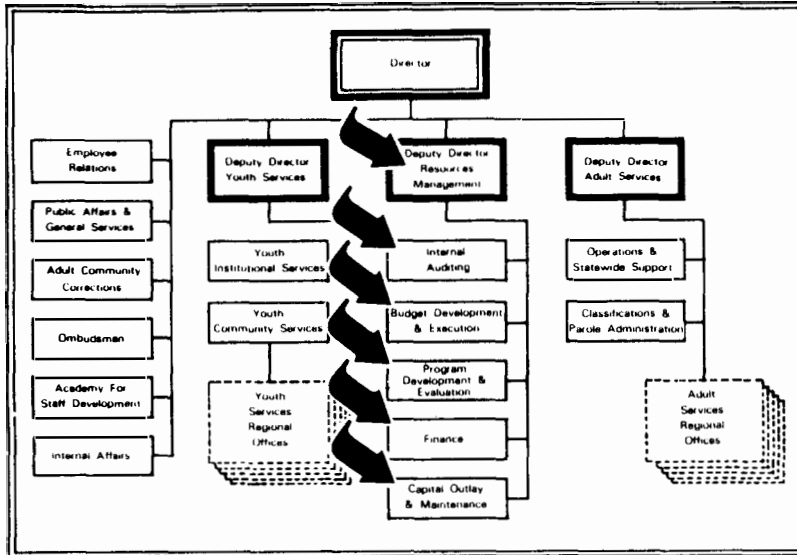 Director
Employee
Relations
Public Affairs &
General Services
Adult Community
Corrections
Ombudsman
Academy For
Staff Development
Internal Affairs
Deputy Director
Youth Services
Youth
Institutional Services
Youth
Community Services
Youth
Services
Regional
Offices
Deputy Director
Resources
Management
Internal
Auditing
Budget Development
& Execution
Program
Development &
Evaluation
Finance
Capital Outlay
& Maintenance
Deputy Director
Adult Services
Operations &
Statewide Support
Classifications &
Parole Administration
Adult
Services
Regional
Offices